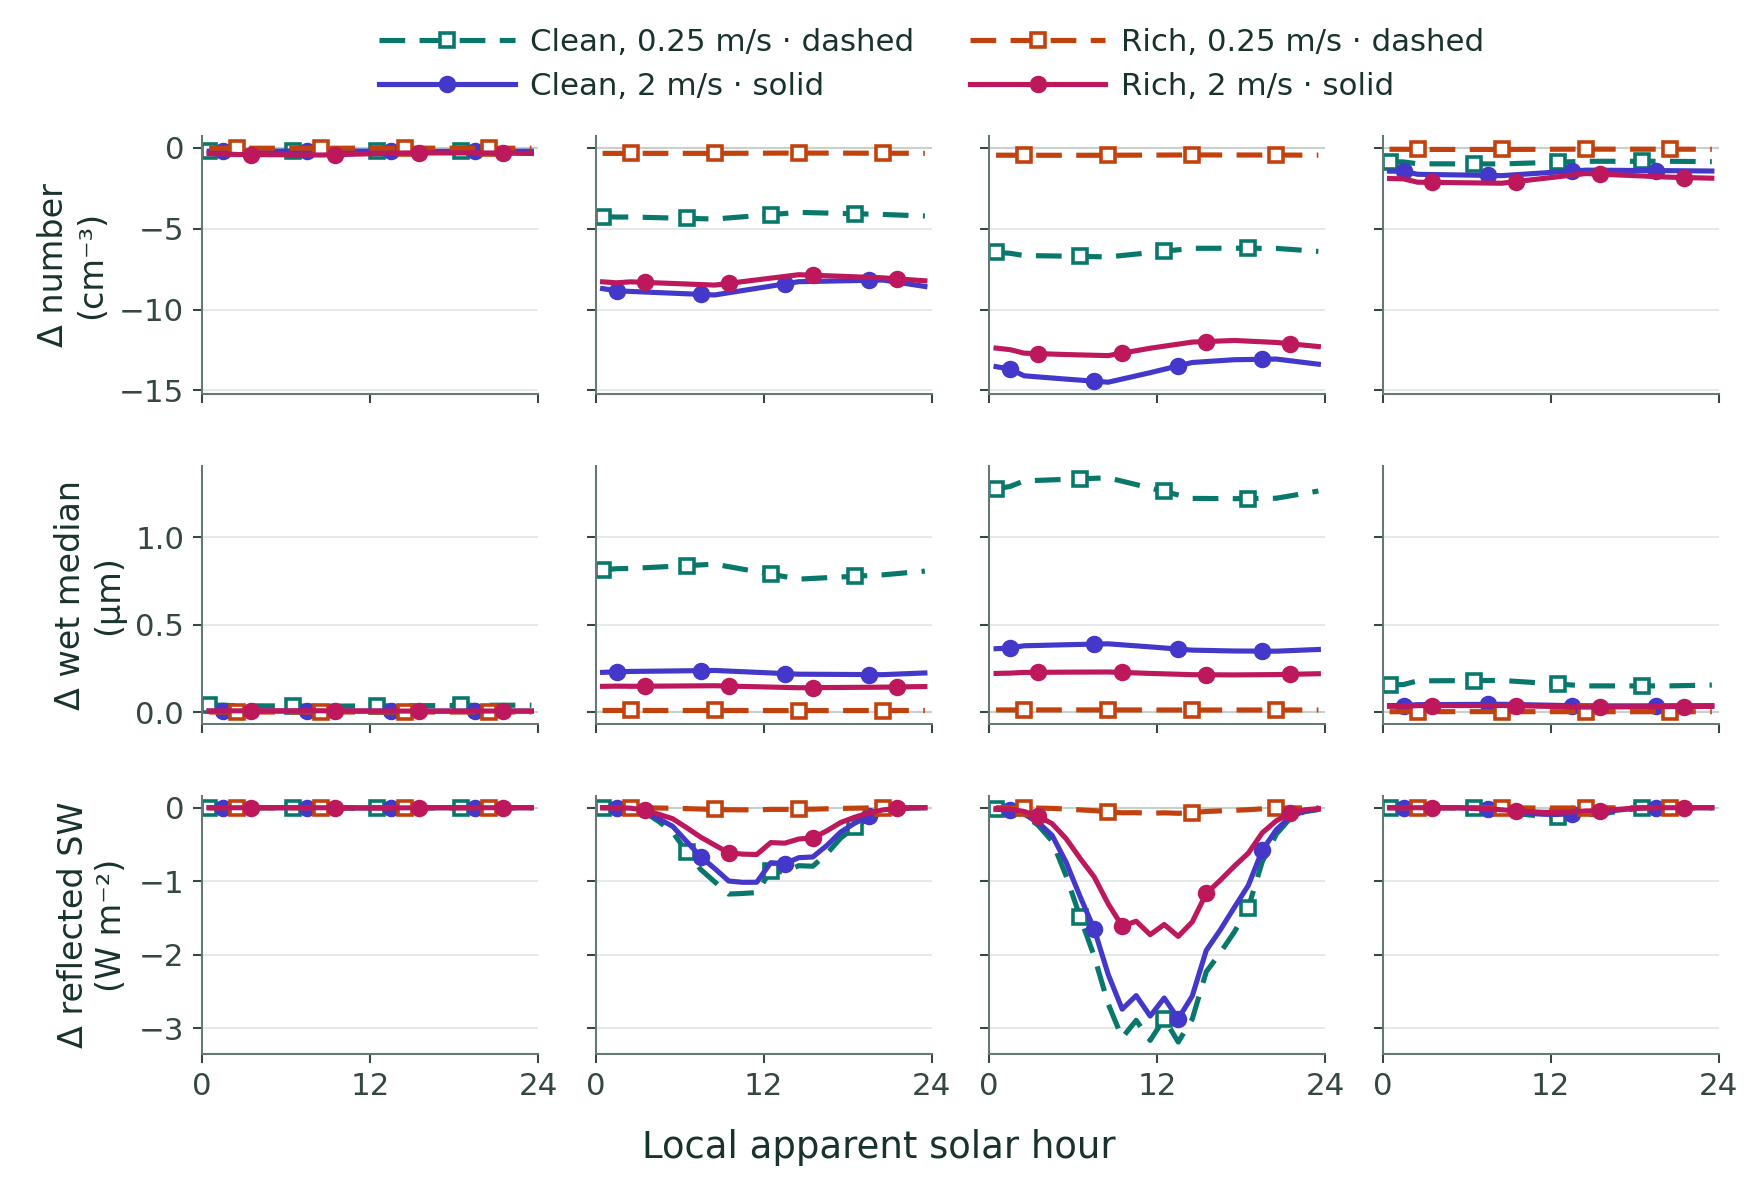 Clean, 0.25 m/s · dashed
Rich, 0.25 m/s · dashed
Clean, 2 m/s · solid
Rich, 2 m/s · solid
Δ number
(cm⁻³)
0
−5
−10
−15
Δ wet median
(μm)
1.0
0.5
0.0
Δ reflected SW
(W m⁻²)
0
−1
−2
−3
0 12 24 0 12 24 0 12 24 0 12 24
Local apparent solar hour